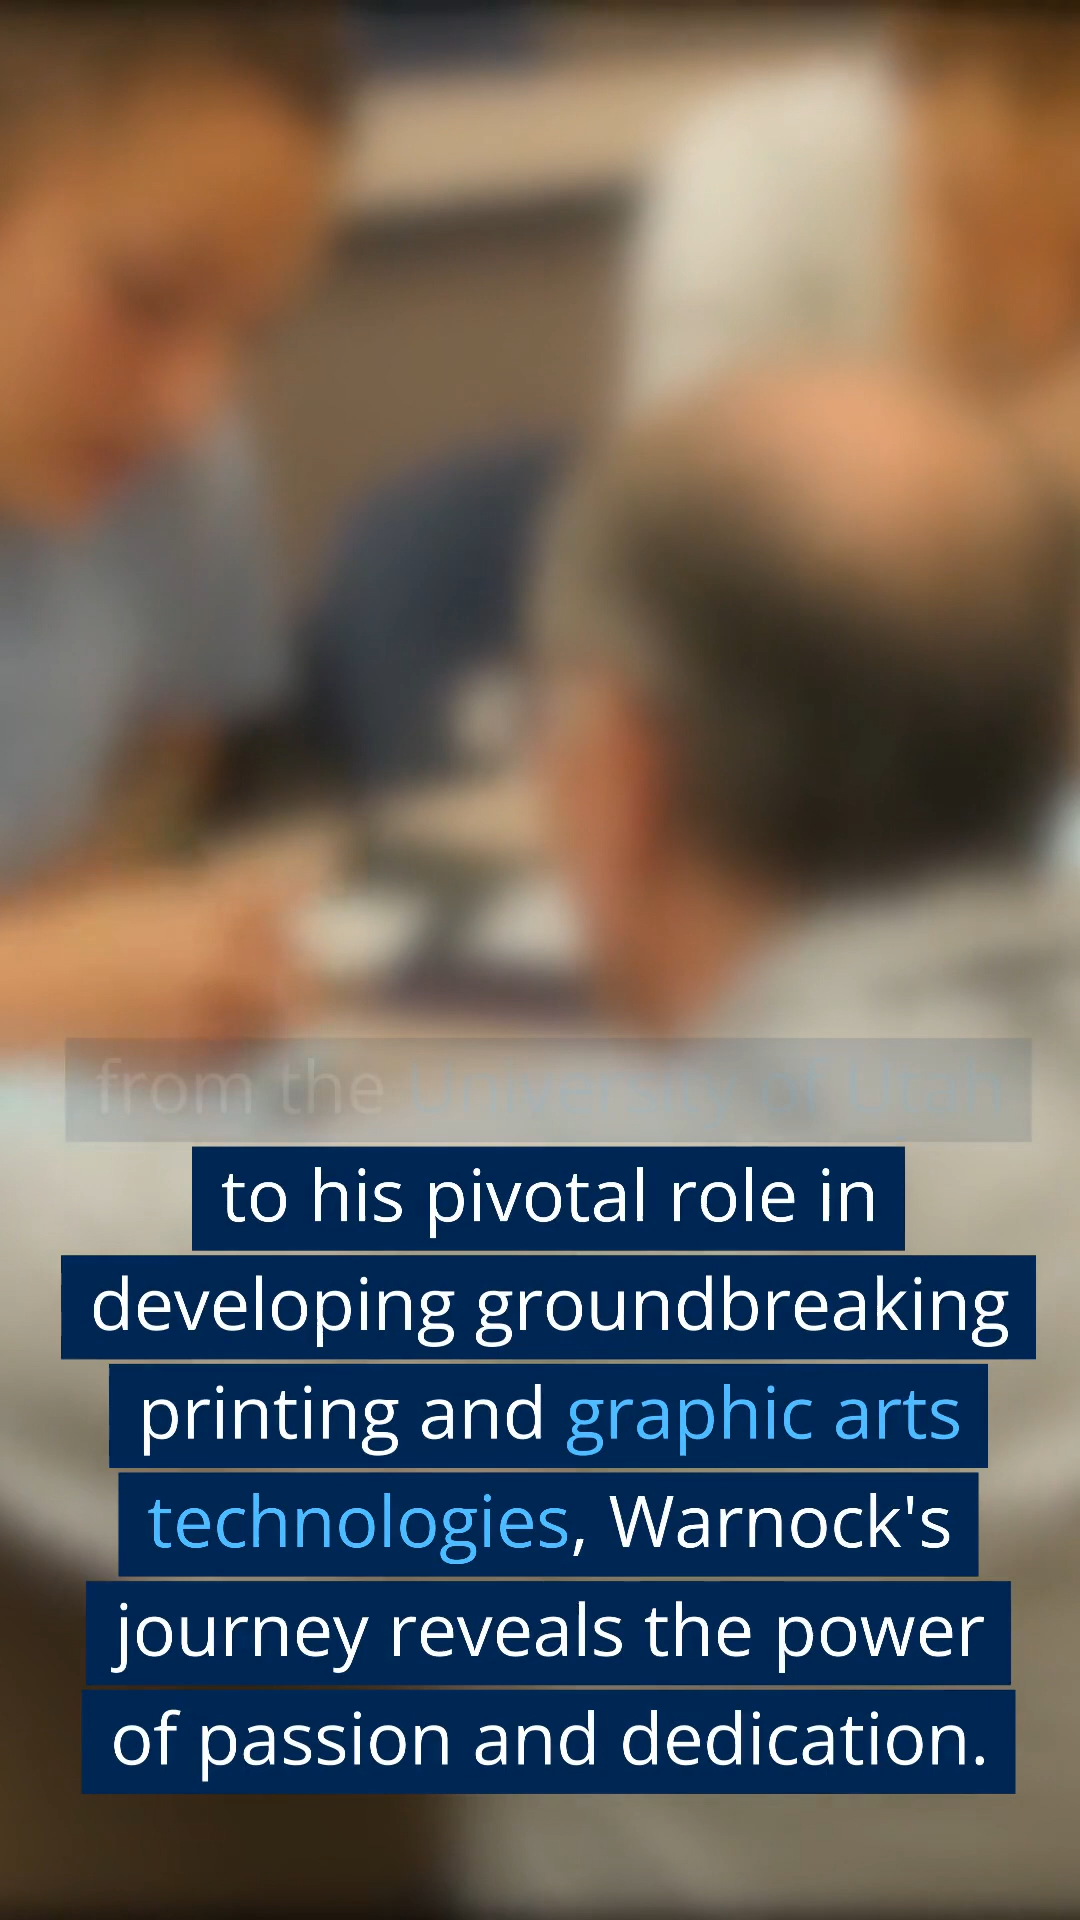 from the University of Utah
to his pivotal role in
developing groundbreaking
printing and graphic arts
technologies, Warnock's
journey reveals the power
of passion and dedication.